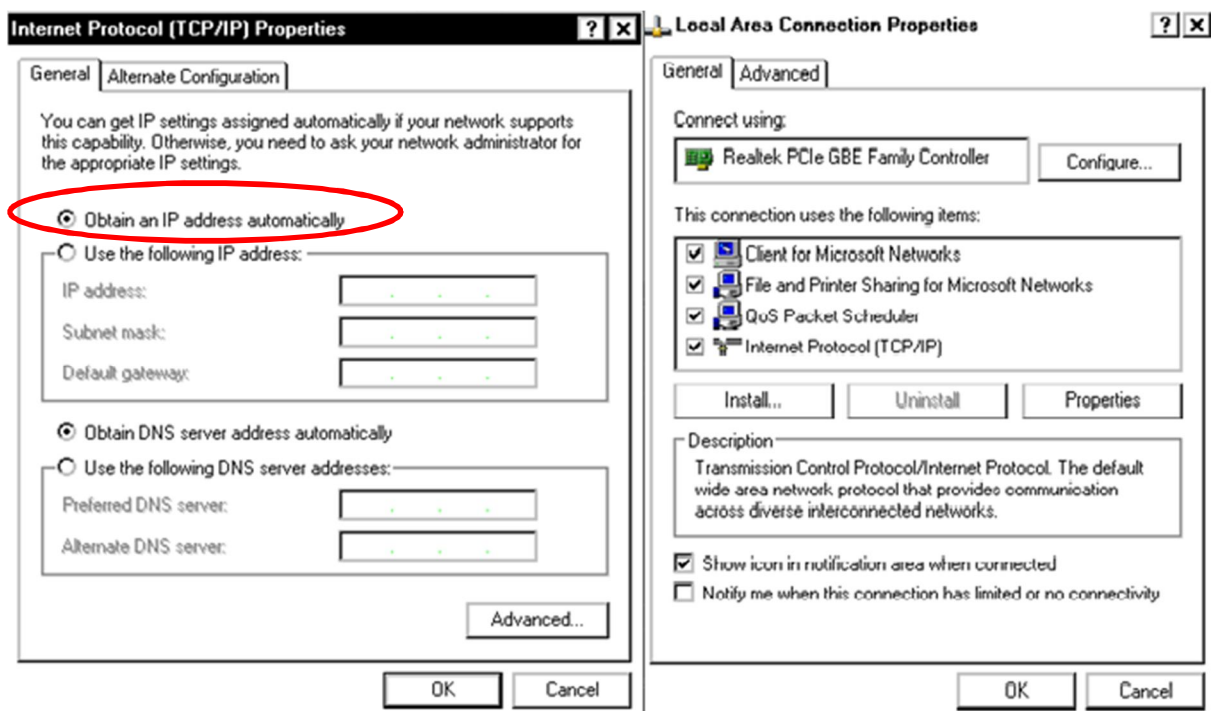 Internet Protocol (TCP/IP) Properties
General
Alternate Configuration
You can get IP settings assigned automatically if your network supports
this capability. Otherwise, you need to ask your network administrator for
the appropriate IP settings.
Obtain an IP address automatically
Use the following IP address:
IP address:
Subnet mask:
Default gateway:
Obtain DNS server address automatically
Use the following DNS server addresses:
Preferred DNS server:
Alternate DNS server:
Advanced...
OK
Cancel
Local Area Connection Properties
General
Advanced
Connect using:
Realtek PCIe GBE Family Controller
Configure...
This connection uses the following items:
Client for Microsoft Networks
File and Printer Sharing for Microsoft Networks
QoS Packet Scheduler
Internet Protocol (TCP/IP)
Install...
Uninstall
Properties
Description
Transmission Control Protocol/Internet Protocol. The default
wide area network protocol that provides communication
across diverse interconnected networks.
Show icon in notification area when connected
Notify me when this connection has limited or no connectivity
OK
Cancel